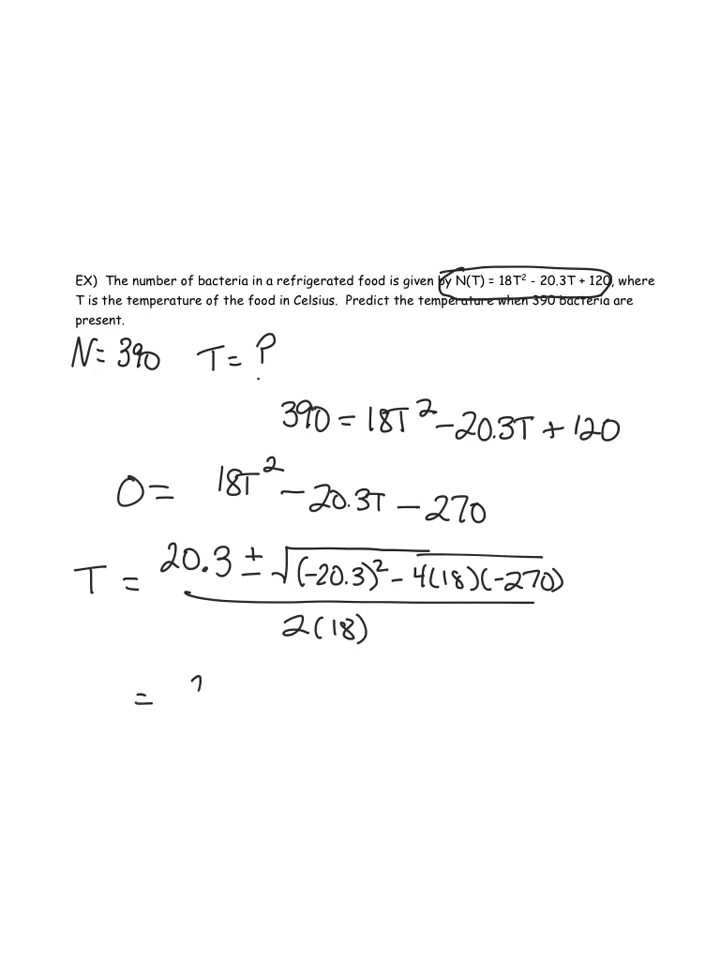 EX) The number of bacteria in a refrigerated food is given by N(T) = 18T² - 20.3T + 120, where
T is the temperature of the food in Celsius. Predict the temperature when 390 bacteria are
present.
N = 390 T = ?
390 = 18T² - 20.3T + 120
0 = 18T² - 20.3T - 270
T = 20.3 ± √(-20.3)² - 4(18)(-270)
2(18)
=